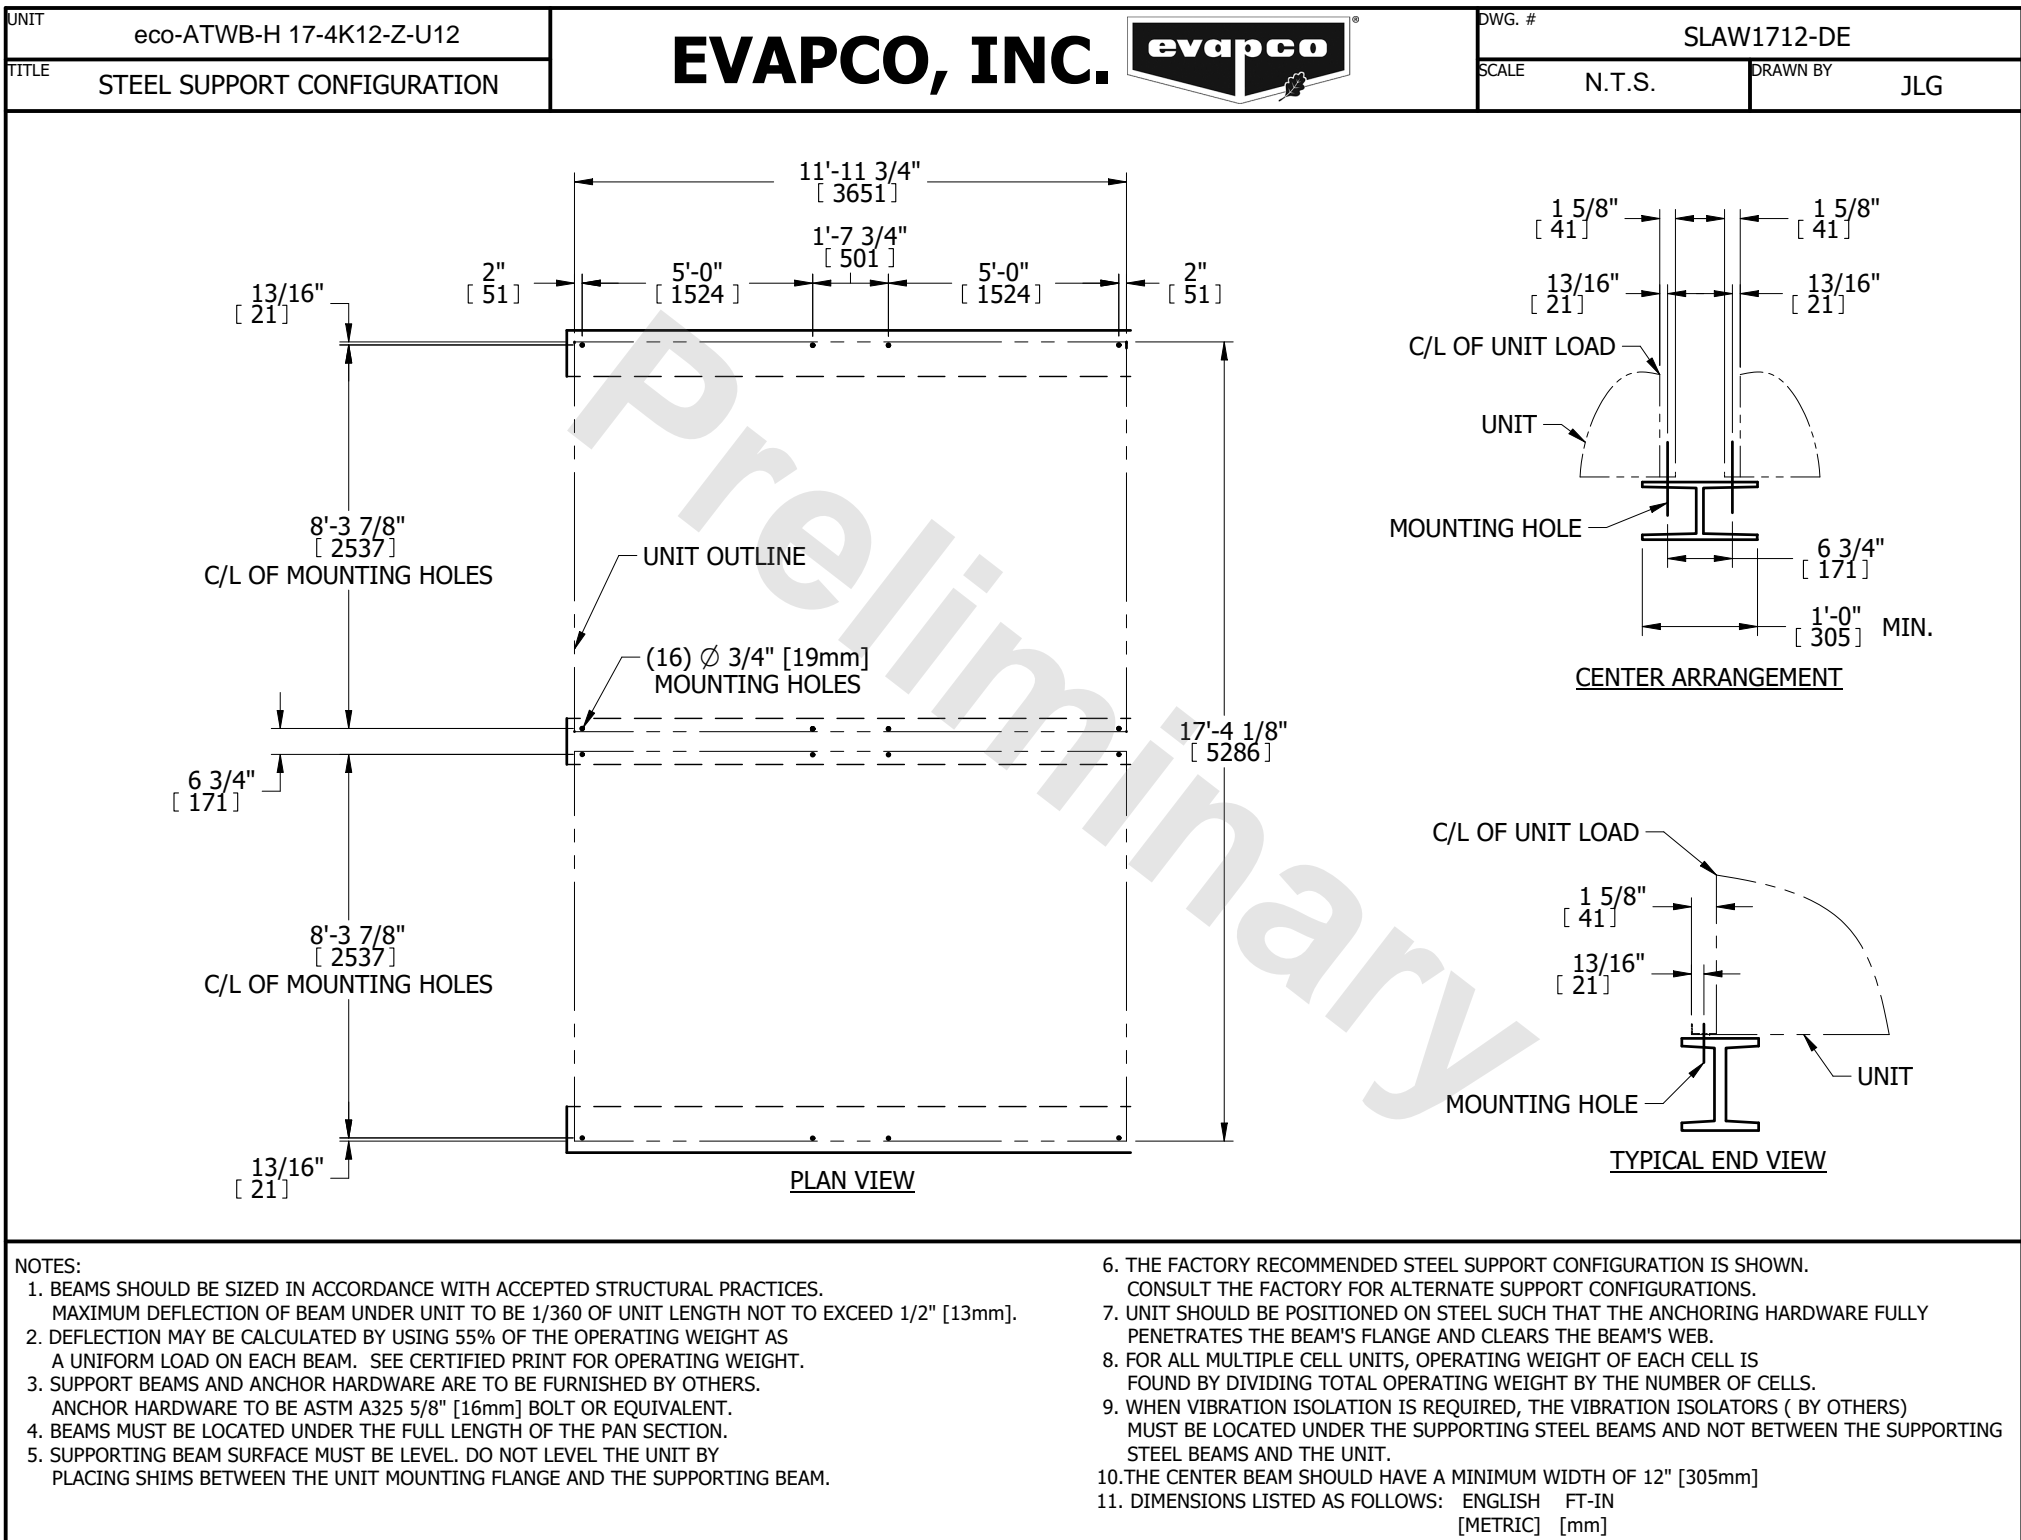 UNIT
eco-ATWB-H 17-4K12-Z-U12
TITLE
STEEL SUPPORT CONFIGURATION
EVAPCO, INC.
evapco
®
DWG. #
SLAW1712-DE
SCALE
N.T.S.
DRAWN BY
JLG
11'-11 3/4"
[ 3651]
1'-7 3/4"
[ 501 ]
2"
[ 51]
5'-0"
[ 1524 ]
5'-0"
[ 1524]
2"
[ 51]
13/16"
[ 21]
8'-3 7/8"
[ 2537]
C/L OF MOUNTING HOLES
UNIT OUTLINE
(16) Ø 3/4" [19mm]
MOUNTING HOLES
6 3/4"
[ 171]
17'-4 1/8"
[ 5286]
8'-3 7/8"
[ 2537]
C/L OF MOUNTING HOLES
13/16"
[ 21]
PLAN VIEW
Preliminary
1 5/8"
[ 41]
1 5/8"
[ 41]
13/16"
[ 21]
13/16"
[ 21]
C/L OF UNIT LOAD
UNIT
MOUNTING HOLE
6 3/4"
[ 171]
1'-0"
[ 305]
MIN.
CENTER ARRANGEMENT
C/L OF UNIT LOAD
1 5/8"
[ 41]
13/16"
[ 21]
UNIT
MOUNTING HOLE
TYPICAL END VIEW
NOTES:
1. BEAMS SHOULD BE SIZED IN ACCORDANCE WITH ACCEPTED STRUCTURAL PRACTICES.
MAXIMUM DEFLECTION OF BEAM UNDER UNIT TO BE 1/360 OF UNIT LENGTH NOT TO EXCEED 1/2" [13mm].
2. DEFLECTION MAY BE CALCULATED BY USING 55% OF THE OPERATING WEIGHT AS
A UNIFORM LOAD ON EACH BEAM. SEE CERTIFIED PRINT FOR OPERATING WEIGHT.
3. SUPPORT BEAMS AND ANCHOR HARDWARE ARE TO BE FURNISHED BY OTHERS.
ANCHOR HARDWARE TO BE ASTM A325 5/8" [16mm] BOLT OR EQUIVALENT.
4. BEAMS MUST BE LOCATED UNDER THE FULL LENGTH OF THE PAN SECTION.
5. SUPPORTING BEAM SURFACE MUST BE LEVEL. DO NOT LEVEL THE UNIT BY
PLACING SHIMS BETWEEN THE UNIT MOUNTING FLANGE AND THE SUPPORTING BEAM.
6. THE FACTORY RECOMMENDED STEEL SUPPORT CONFIGURATION IS SHOWN.
CONSULT THE FACTORY FOR ALTERNATE SUPPORT CONFIGURATIONS.
7. UNIT SHOULD BE POSITIONED ON STEEL SUCH THAT THE ANCHORING HARDWARE FULLY
PENETRATES THE BEAM'S FLANGE AND CLEARS THE BEAM'S WEB.
8. FOR ALL MULTIPLE CELL UNITS, OPERATING WEIGHT OF EACH CELL IS
FOUND BY DIVIDING TOTAL OPERATING WEIGHT BY THE NUMBER OF CELLS.
9. WHEN VIBRATION ISOLATION IS REQUIRED, THE VIBRATION ISOLATORS ( BY OTHERS)
MUST BE LOCATED UNDER THE SUPPORTING STEEL BEAMS AND NOT BETWEEN THE SUPPORTING
STEEL BEAMS AND THE UNIT.
10.THE CENTER BEAM SHOULD HAVE A MINIMUM WIDTH OF 12" [305mm]
11. DIMENSIONS LISTED AS FOLLOWS: ENGLISH FT-IN
[METRIC] [mm]